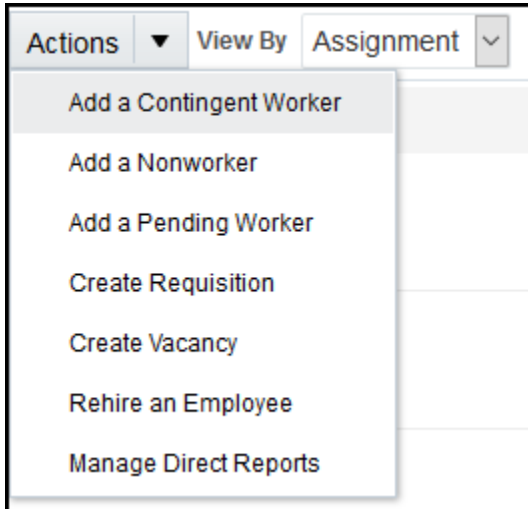 Actions View By Assignment
Add a Contingent Worker
Add a Nonworker
Add a Pending Worker
Create Requisition
Create Vacancy
Rehire an Employee
Manage Direct Reports